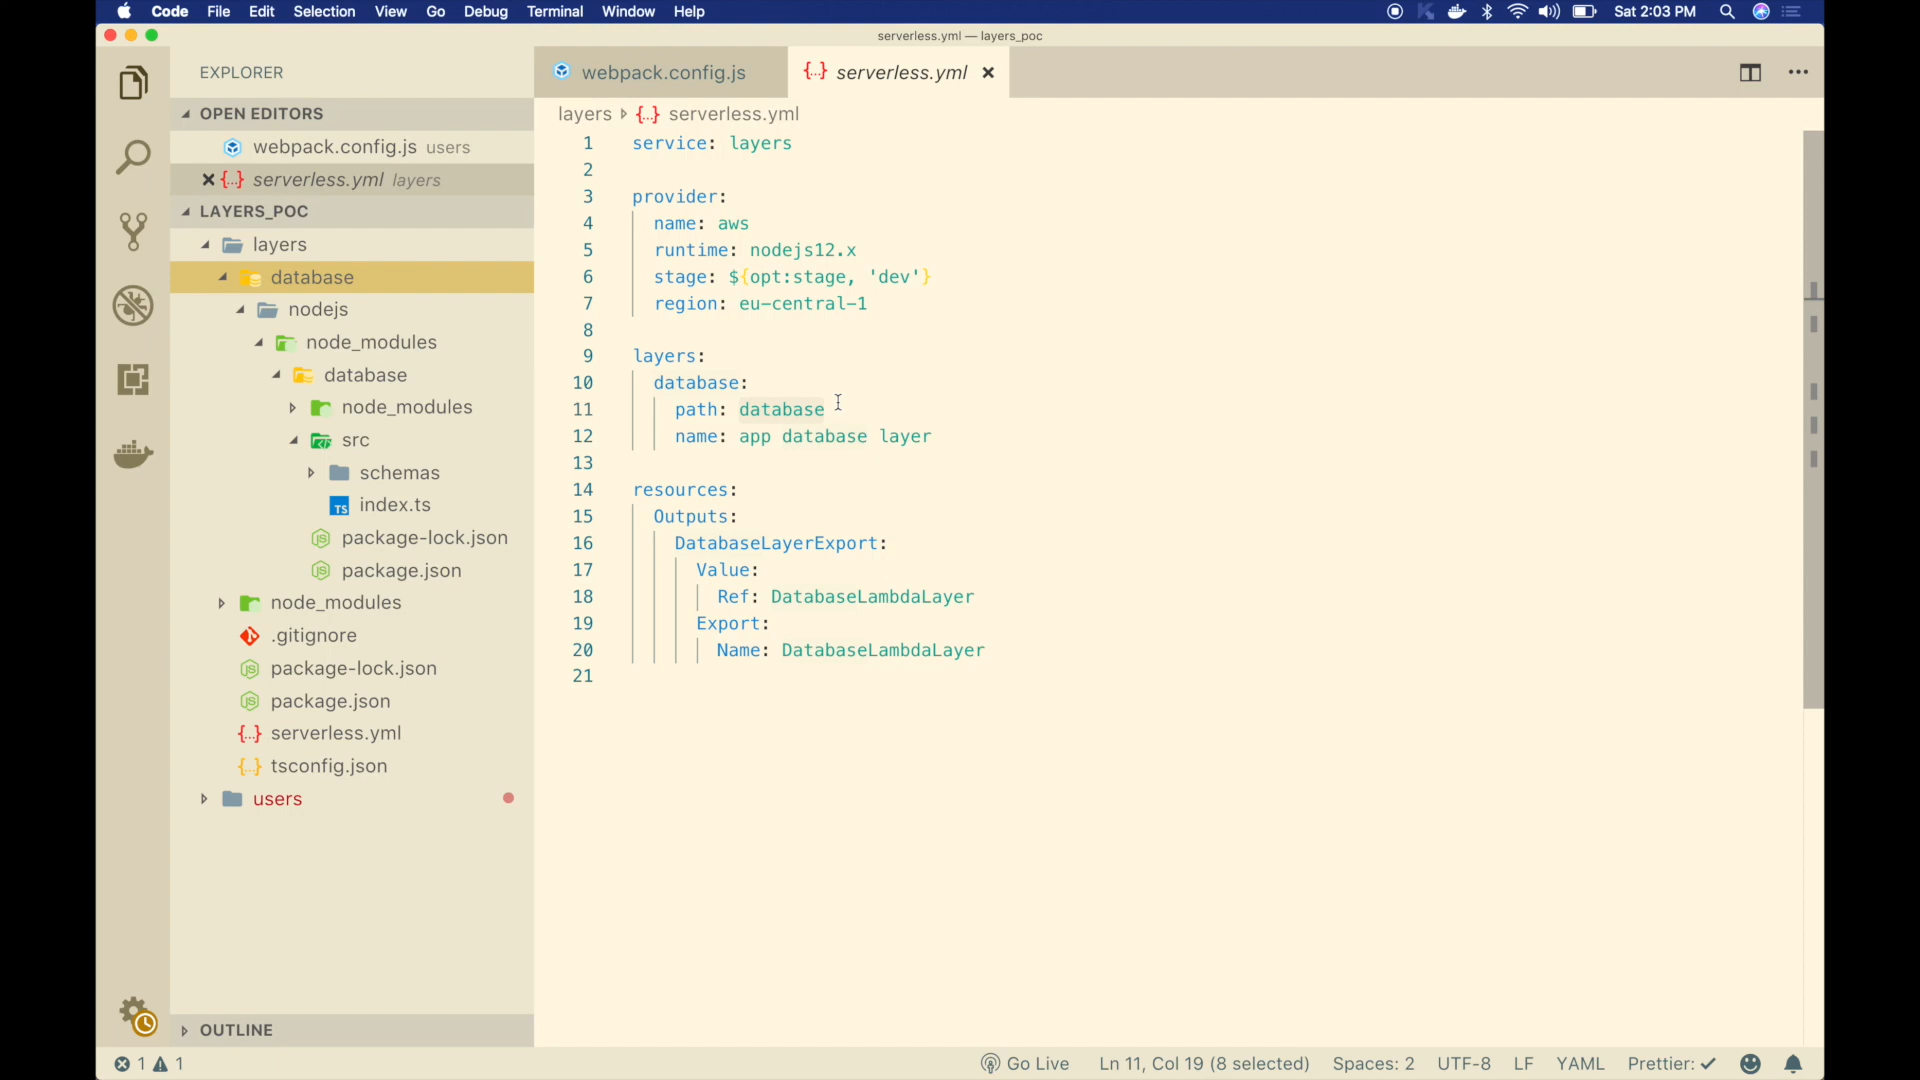 Code File Edit Selection View Go Debug Terminal Window Help
Sat 2:03 PM
serverless.yml — layers_poc
EXPLORER
OPEN EDITORS
webpack.config.js users
serverless.yml layers
LAYERS_POC
layers
database
nodejs
node_modules
database
node_modules
src
schemas
index.ts
package-lock.json
package.json
node_modules
.gitignore
package-lock.json
package.json
serverless.yml
tsconfig.json
users
OUTLINE
webpack.config.js
serverless.yml
layers serverless.yml
1 service: layers
2
3 provider:
4 name: aws
5 runtime: nodejs12.x
6 stage: ${opt:stage, 'dev'}
7 region: eu-central-1
8
9 layers:
10 database:
11 path: database
12 name: app database layer
13
14 resources:
15 Outputs:
16 DatabaseLayerExport:
17 Value:
18 Ref: DatabaseLambdaLayer
19 Export:
20 Name: DatabaseLambdaLayer
21
1 1 Go Live Ln 11, Col 19 (8 selected) Spaces: 2 UTF-8 LF YAML Prettier: ✓